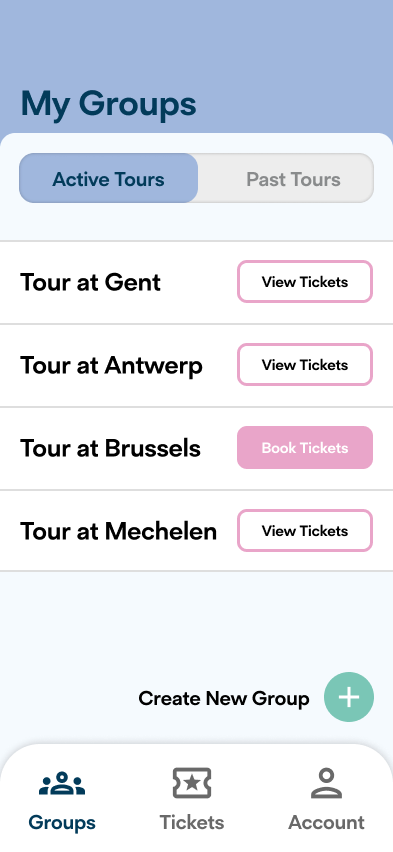 My Groups
Active Tours Past Tours
Tour at Gent View Tickets
Tour at Antwerp View Tickets
Tour at Brussels Book Tickets
Tour at Mechelen View Tickets
Create New Group
Groups Tickets Account